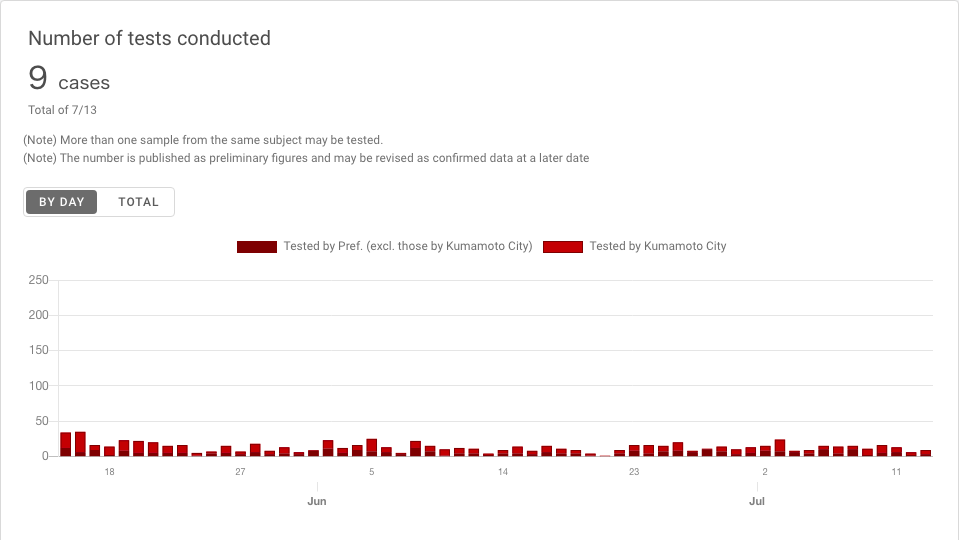 Number of tests conducted
9 cases
Total of 7/13
(Note) More than one sample from the same subject may be tested.
(Note) The number is published as preliminary figures and may be revised as confirmed data at a later date
BY DAY TOTAL
Tested by Pref. (excl. those by Kumamoto City) Tested by Kumamoto City
250
200
150
100
50
0
18 27 5 14 23 2 11
Jun Jul